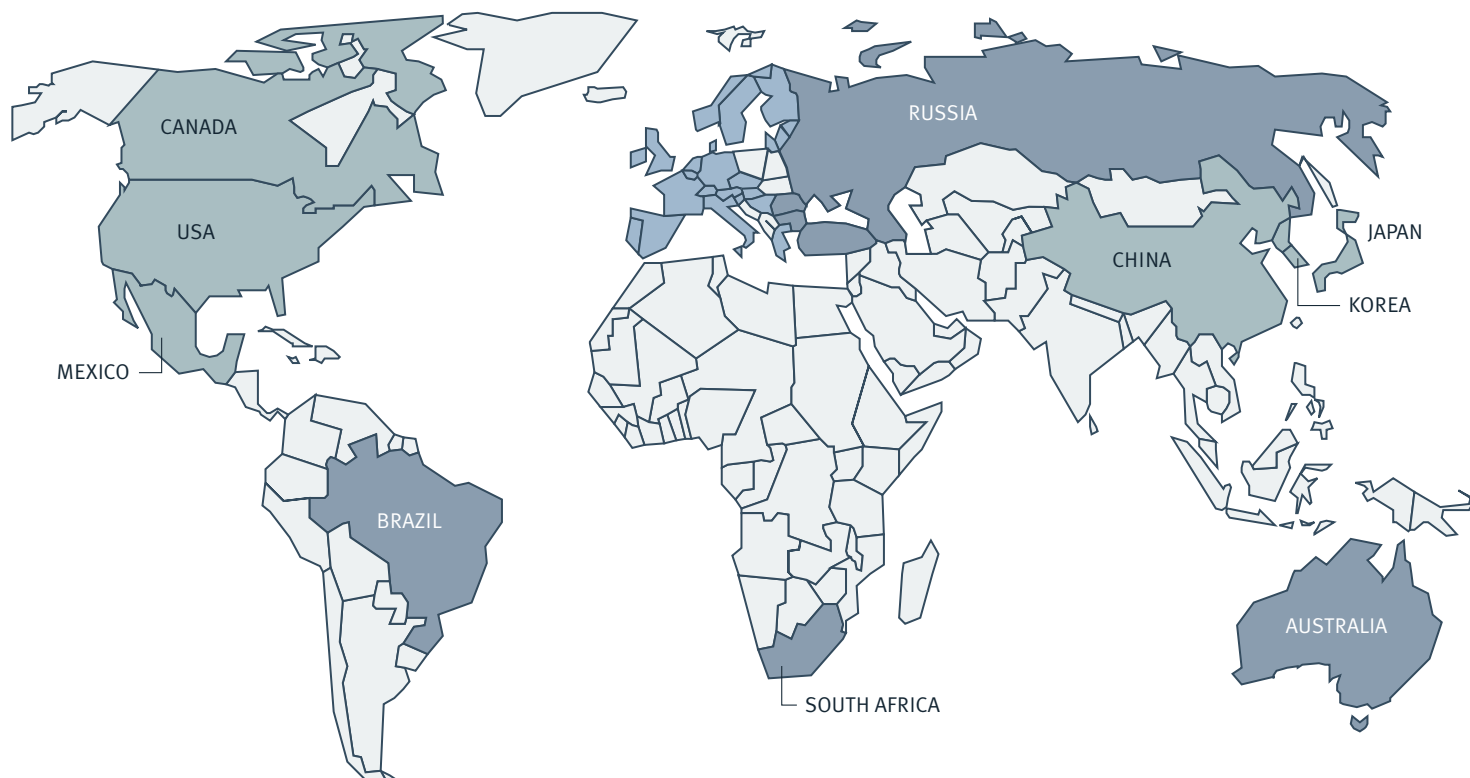 RUSSIA
CANADA
USA
JAPAN
CHINA
KOREA
MEXICO
BRAZIL
AUSTRALIA
SOUTH AFRICA